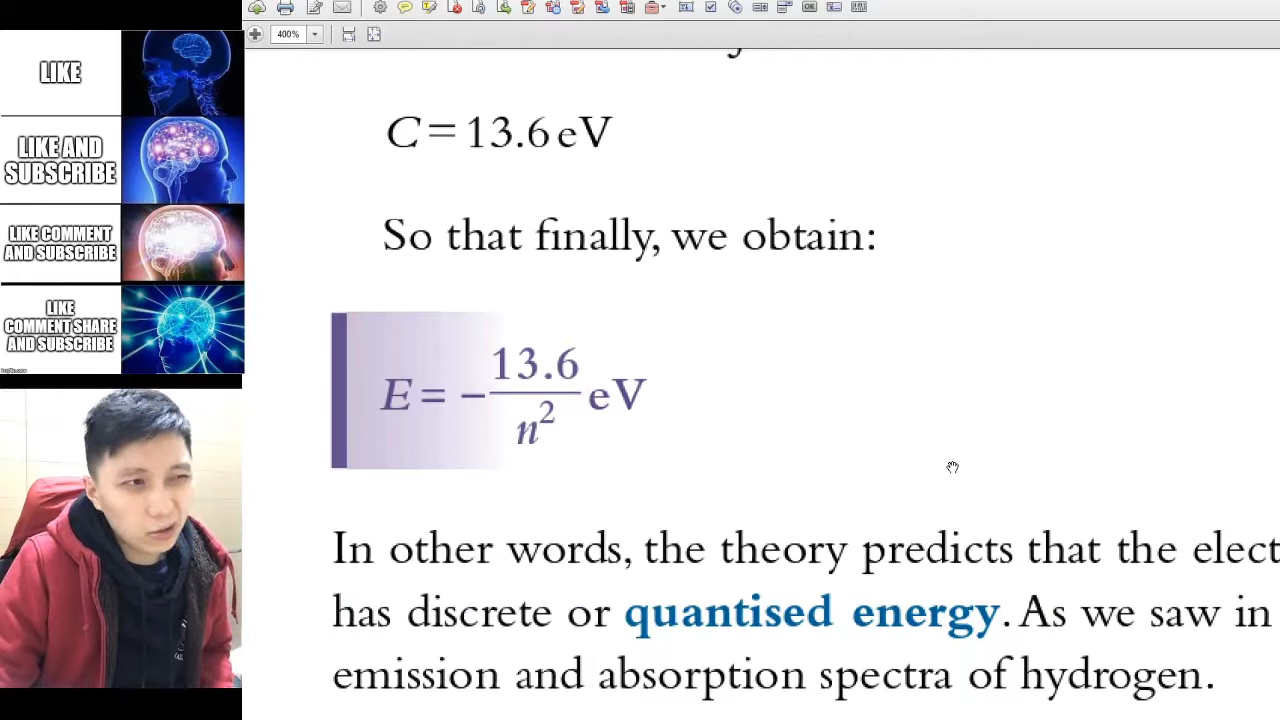 400%
OK
LIKE
LIKE AND
SUBSCRIBE
LIKE COMMENT
AND SUBSCRIBE
LIKE
COMMENT SHARE
AND SUBSCRIBE
C = 13.6 eV
So that finally, we obtain:
E = − 13.6/n² eV
In other words, the theory predicts that the elect
has discrete or quantised energy. As we saw in
emission and absorption spectra of hydrogen.